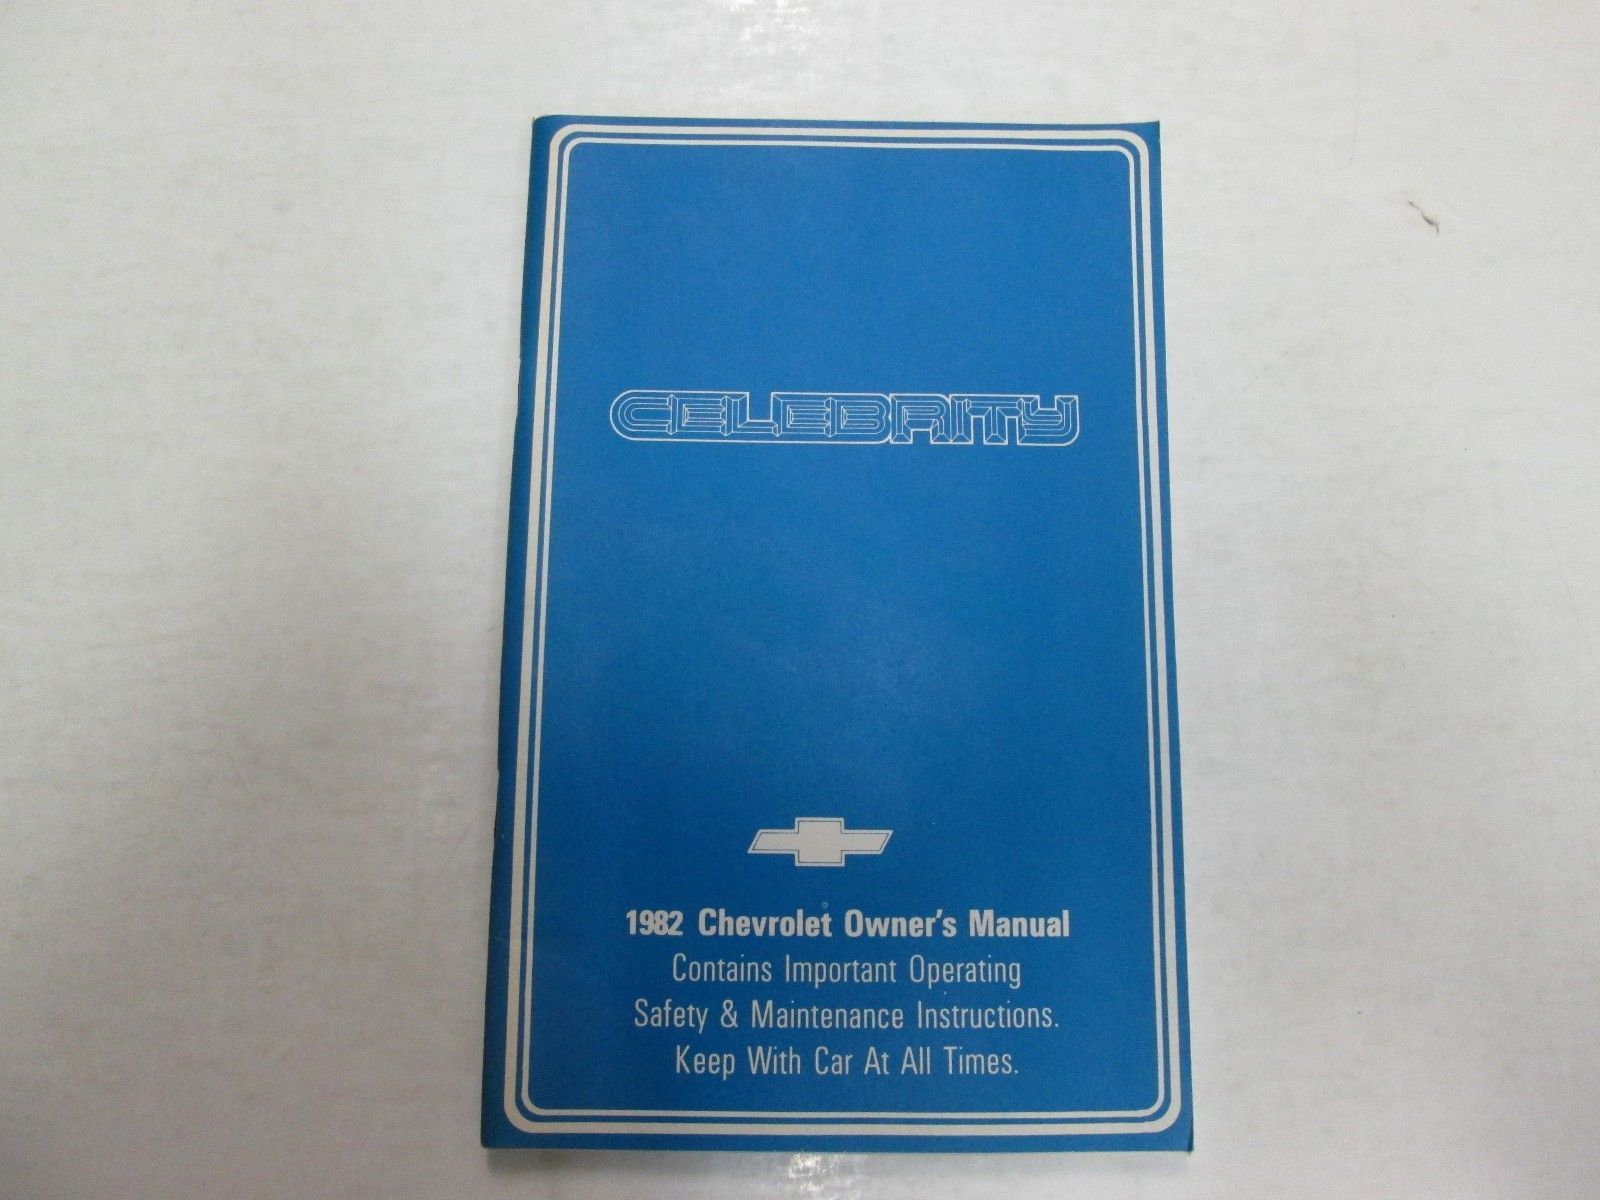 CELEBRITY
1982 Chevrolet Owner's Manual
Contains Important Operating
Safety & Maintenance Instructions.
Keep With Car At All Times.